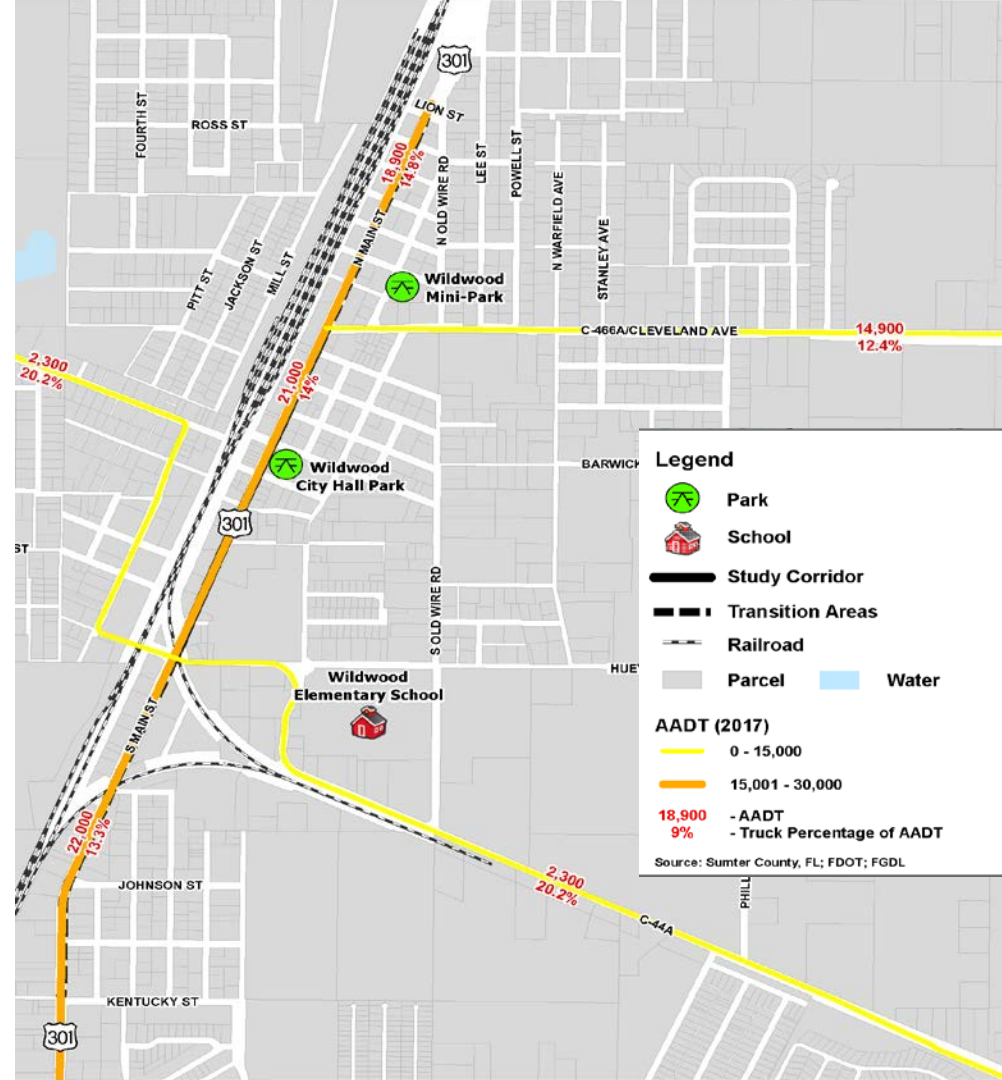 301
LION ST
FOURTH ST
ROSS ST
18,900
14.8%
N OLD WIRE RD
LEE ST
POWELL ST
N WARFIELD AVE
STANLEY AVE
N MAIN ST
PITT ST
JACKSON ST
MILL ST
Wildwood
Mini-Park
C-466A/CLEVELAND AVE
14,900
12.4%
2,300
20.2%
21,000
14%
Wildwood
City Hall Park
BARWICK
301
ST
S OLD WIRE RD
HUEY
Wildwood
Elementary School
S MAIN ST
22,000
13.3%
JOHNSON ST
2,300
20.2%
C-44A
PHILL
KENTUCKY ST
301
Legend
Park
School
Study Corridor
Transition Areas
Railroad
Parcel
Water
AADT (2017)
0 - 15,000
15,001 - 30,000
18,900 - AADT
9% - Truck Percentage of AADT
Source: Sumter County, FL; FDOT; FGDL